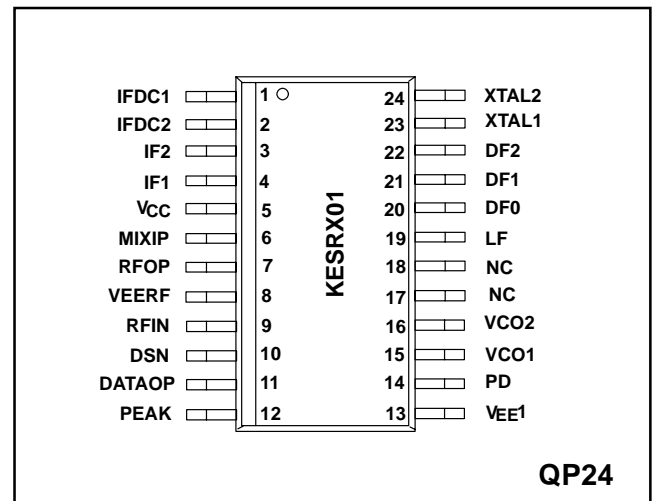 IFDC1 1 24 XTAL2
IFDC2 2 23 XTAL1
IF2 3 22 DF2
IF1 4 21 DF1
VCC 5 20 DF0
MIXIP 6 19 LF
RFOP 7 18 NC
VEERF 8 17 NC
RFIN 9 16 VCO2
DSN 10 15 VCO1
DATAOP 11 14 PD
PEAK 12 13 VEE1
KESRX01
QP24